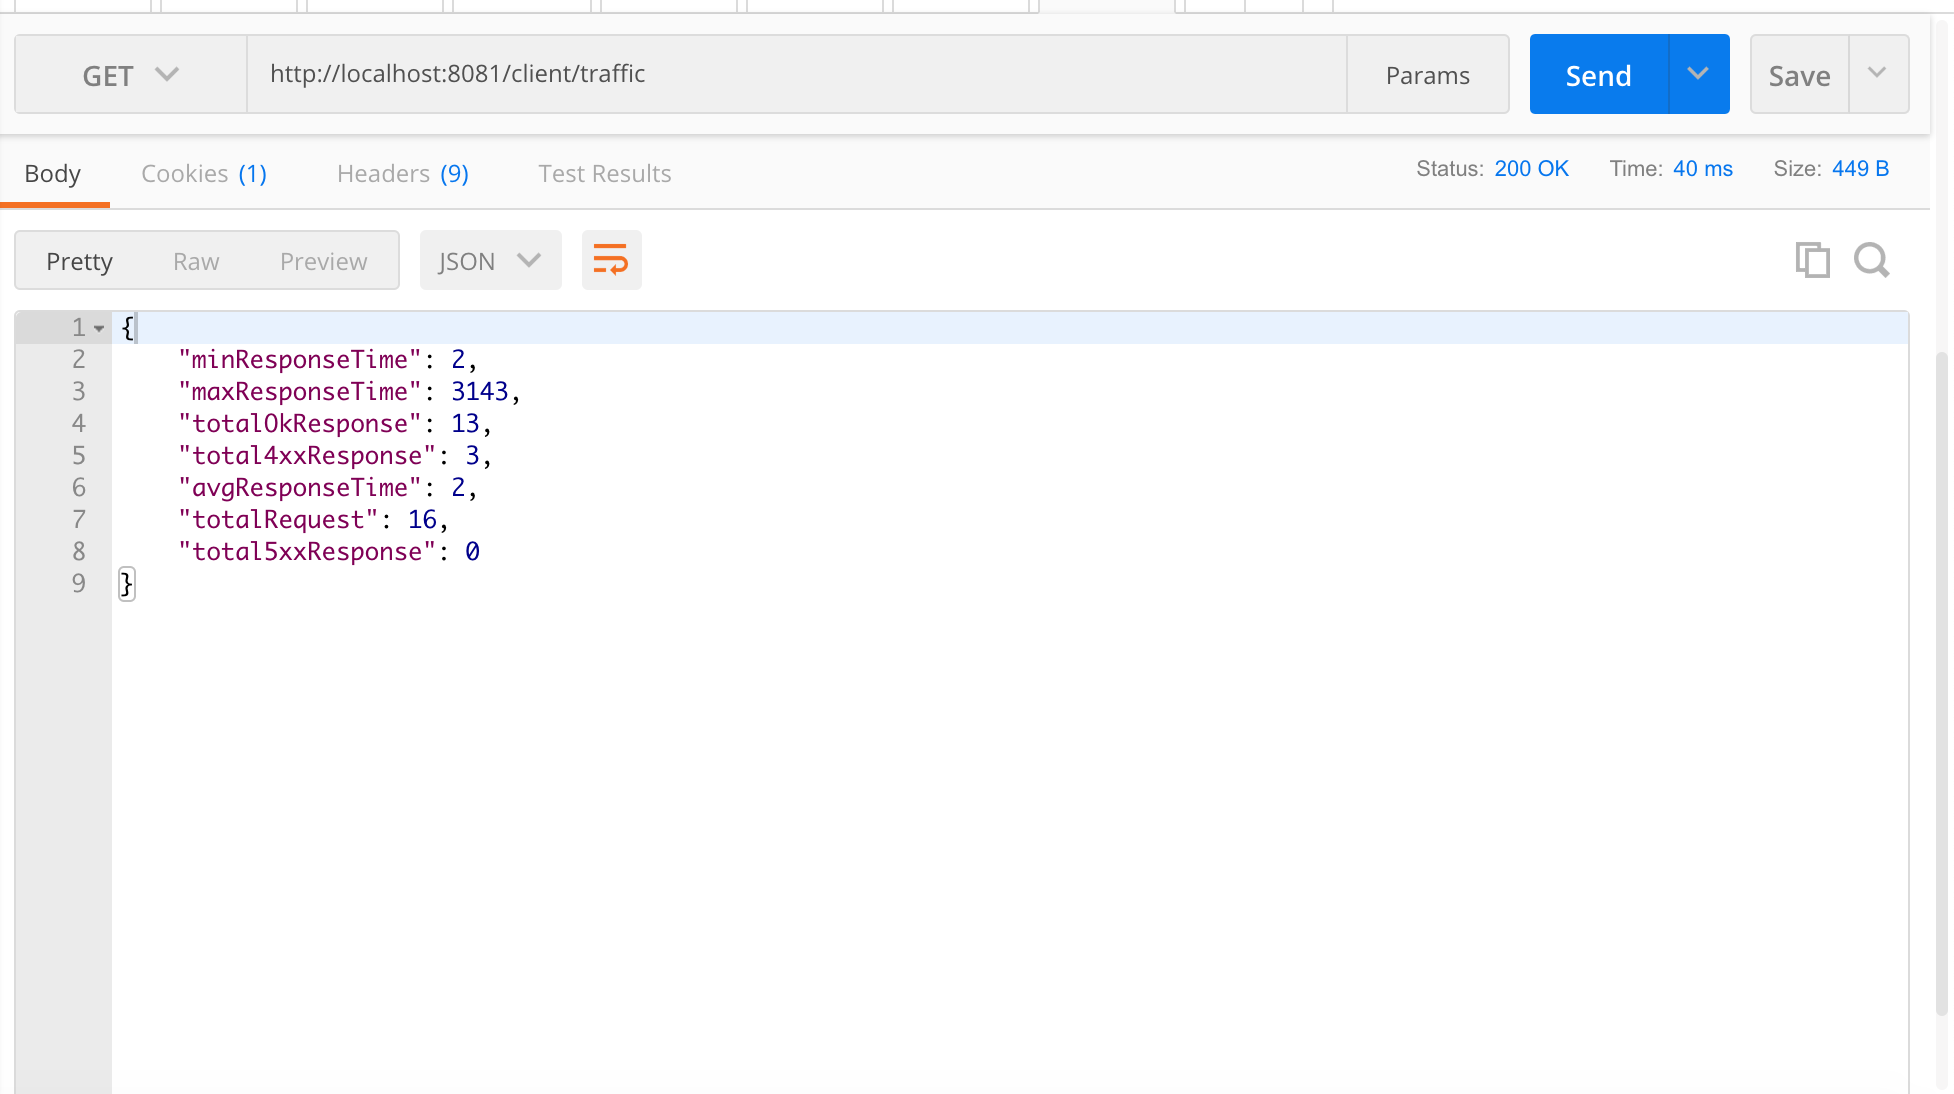 GET http://localhost:8081/client/traffic Params Send Save
Body Cookies (1) Headers (9) Test Results Status: 200 OK Time: 40 ms Size: 449 B
Pretty Raw Preview JSON
1 {
2 "minResponseTime": 2,
3 "maxResponseTime": 3143,
4 "totalOkResponse": 13,
5 "total4xxResponse": 3,
6 "avgResponseTime": 2,
7 "totalRequest": 16,
8 "total5xxResponse": 0
9 }